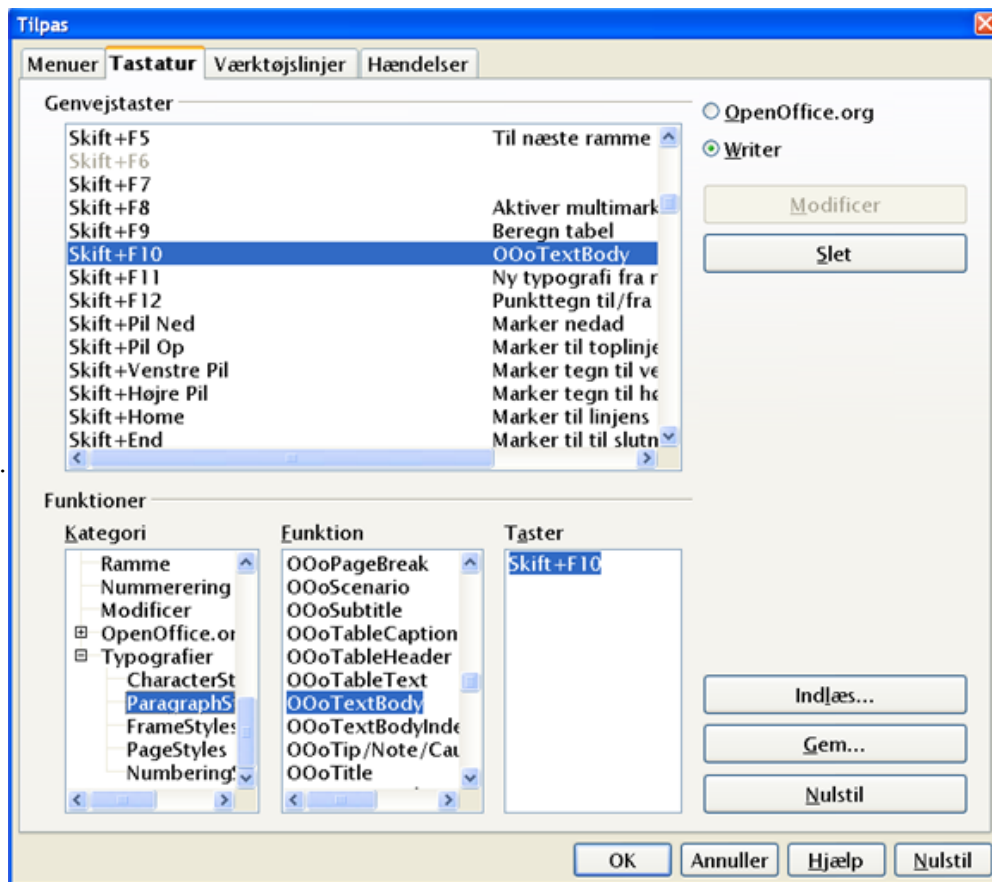 Tilpas
Menuer Tastatur Værktøjslinjer Hændelser
Genvejstaster
Skift+F5 Til næste ramme
Skift+F6
Skift+F7
Skift+F8 Aktiver multimark
Skift+F9 Beregn tabel
Skift+F10 OOoTextBody
Skift+F11 Ny typografi fra r
Skift+F12 Punkttegn til/fra
Skift+Pil Ned Marker nedad
Skift+Pil Op Marker til toplinje
Skift+Venstre Pil Marker tegn til ve
Skift+Højre Pil Marker tegn til hø
Skift+Home Marker til linjens
Skift+End Marker til til slutn
OpenOffice.org
Writer
Modificer
Slet
.
Funktioner
Kategori
Ramme
Nummerering
Modificer
OpenOffice.or
Typografier
CharacterSt
ParagraphSt
FrameStyles
PageStyles
NumberingS
Funktion
OOoPageBreak
OOoScenario
OOoSubtitle
OOoTableCaption
OOoTableHeader
OOoTableText
OOoTextBody
OOoTextBodyInde
OOoTip/Note/Cau
OOoTitle
Taster
Skift+F10
Indlæs...
Gem...
Nulstil
OK Annuller Hjælp Nulstil